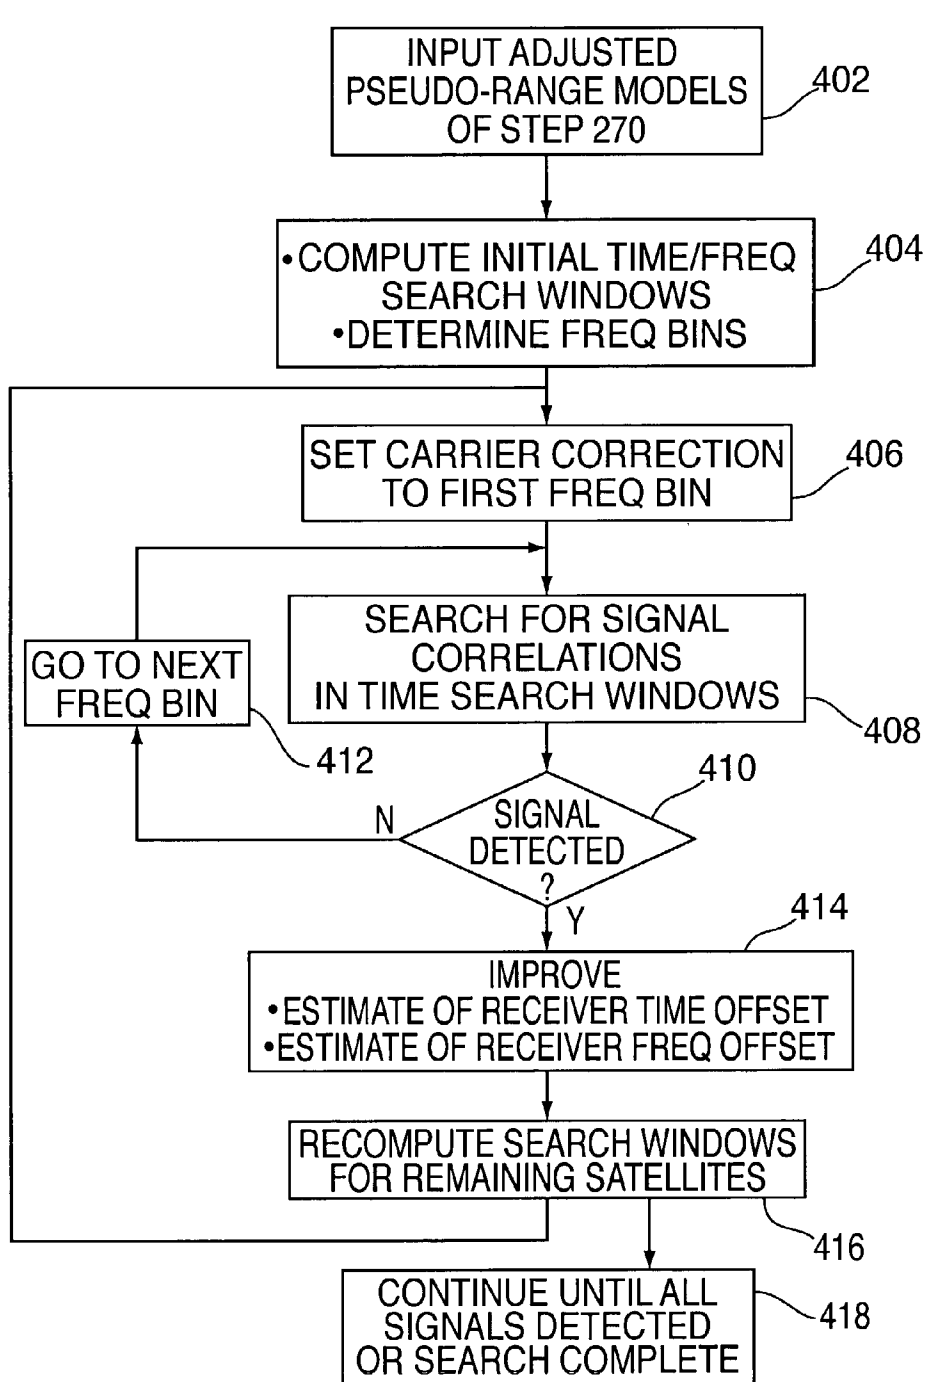 INPUT ADJUSTED
PSEUDO-RANGE MODELS
OF STEP 270
402
•COMPUTE INITIAL TIME/FREQ
SEARCH WINDOWS
•DETERMINE FREQ BINS
404
SET CARRIER CORRECTION
TO FIRST FREQ BIN
406
SEARCH FOR SIGNAL
CORRELATIONS
IN TIME SEARCH WINDOWS
408
GO TO NEXT
FREQ BIN
412
SIGNAL
DETECTED
?
410
N
Y
IMPROVE
•ESTIMATE OF RECEIVER TIME OFFSET
•ESTIMATE OF RECEIVER FREQ OFFSET
414
RECOMPUTE SEARCH WINDOWS
FOR REMAINING SATELLITES
416
CONTINUE UNTIL ALL
SIGNALS DETECTED
OR SEARCH COMPLETE
418